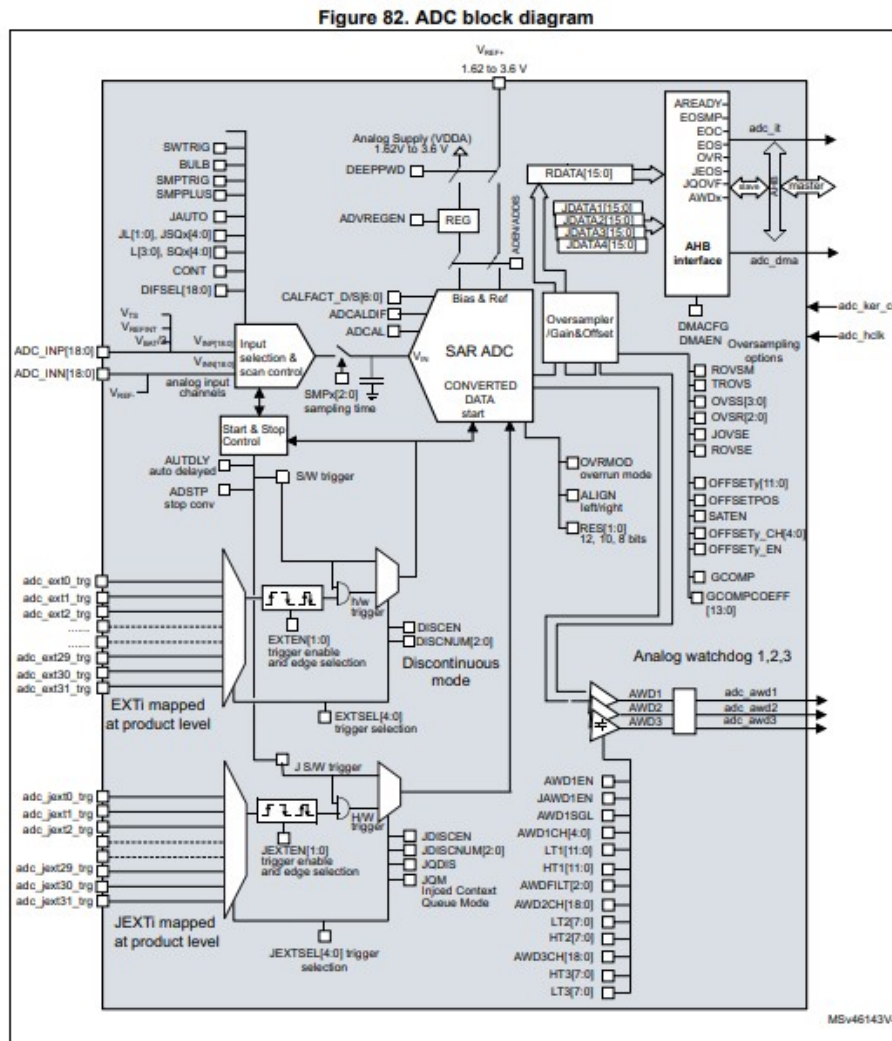 Figure 82. ADC block diagram
VREF+
1.62 to 3.6 V
Analog Supply (VDDA)
1.62V to 3.6 V
SWTRIG
BULB
SMPTRIG
SMPPLUS
JAUTO
JL[1:0], JSQx[4:0]
L[3:0], SQx[4:0]
CONT
DIFSEL[18:0]
DEEPPWD
ADVREGEN
REG
ADEN/ADDIS
RDATA[15:0]
JDATA1[15:0]
JDATA2[15:0]
JDATA3[15:0]
JDATA4[15:0]
AREADY
EOSMP
EOC
EOS
OVR
JEOS
JQOVF
AWDx
AHB
interface
adc_it
slave
AHB
master
adc_dma
DMACFG
DMAEN
adc_hclk
CALFACT_D/S[6:0]
ADCALDIF
ADCAL
Bias & Ref
SAR ADC
VIN
CONVERTED
DATA
start
Oversampler
/Gain&Offset
VTS
VREFINT
VBAT/3
ADC_INP[18:0]
ADC_INN[18:0]
VREF-
VINP[18:0]
VINN[18:0]
analog input
channels
Input
selection &
scan control
SMPx[2:0]
sampling time
Start & Stop
Control
AUTDLY
auto delayed
ADSTP
stop conv
S/W trigger
Oversampling
options
ROVSM
TROVS
OVSS[3:0]
OVSR[2:0]
JOVSE
ROVSE
OFFSETy[11:0]
OFFSETPOS
SATEN
OFFSETy_CH[4:0]
OFFSETy_EN
GCOMP
GCOMPCOEFF
[13:0]
OVRMOD
overrun mode
ALIGN
left/right
RES[1:0]
12, 10, 8 bits
adc_ext0_trg
adc_ext1_trg
adc_ext2_trg
.......
.......
adc_ext29_trg
adc_ext30_trg
adc_ext31_trg
EXTi mapped
at product level
EXTEN[1:0]
trigger enable
and edge selection
h/w
trigger
DISCEN
DISCNUM[2:0]
Discontinuous
mode
EXTSEL[4:0]
trigger selection
Analog watchdog 1,2,3
AWD1
AWD2
AWD3
adc_awd1
adc_awd2
adc_awd3
J S/W trigger
adc_jext0_trg
adc_jext1_trg
adc_jext2_trg
.......
.......
adc_jext29_trg
adc_jext30_trg
adc_jext31_trg
JEXTi mapped
at product level
JEXTEN[1:0]
trigger enable
and edge selection
H/W
trigger
JDISCEN
JDISCNUM[2:0]
JQDIS
JQM
Injced Context
Queue Mode
JEXTSEL[4:0] trigger
selection
AWD1EN
JAWD1EN
AWD1SGL
AWD1CH[4:0]
LT1[11:0]
HT1[11:0]
AWDFILT[2:0]
AWD2CH[18:0]
LT2[7:0]
HT2[7:0]
AWD3CH[18:0]
HT3[7:0]
LT3[7:0]